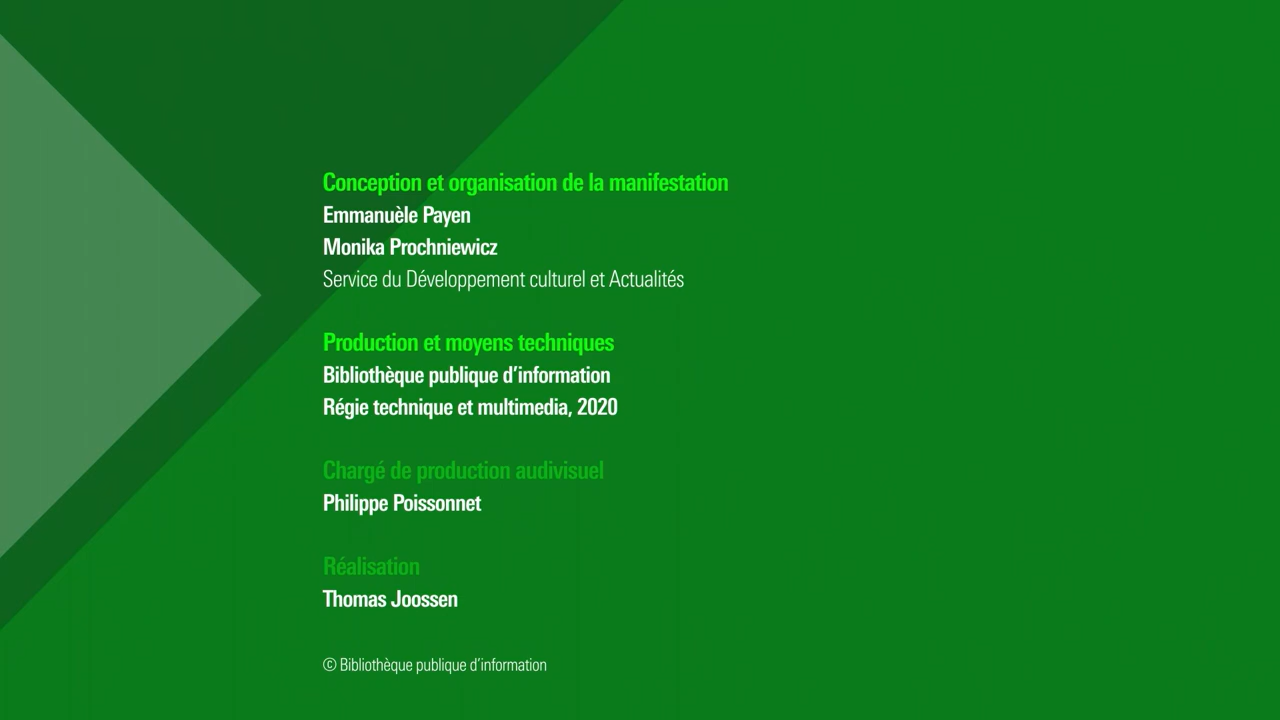 Conception et organisation de la manifestation
Emmanuèle Payen
Monika Prochniewicz
Service du Développement culturel et Actualités
Production et moyens techniques
Bibliothèque publique d’information
Régie technique et multimedia, 2020
Chargé de production audivisuel
Philippe Poissonnet
Réalisation
Thomas Joossen
© Bibliothèque publique d’information